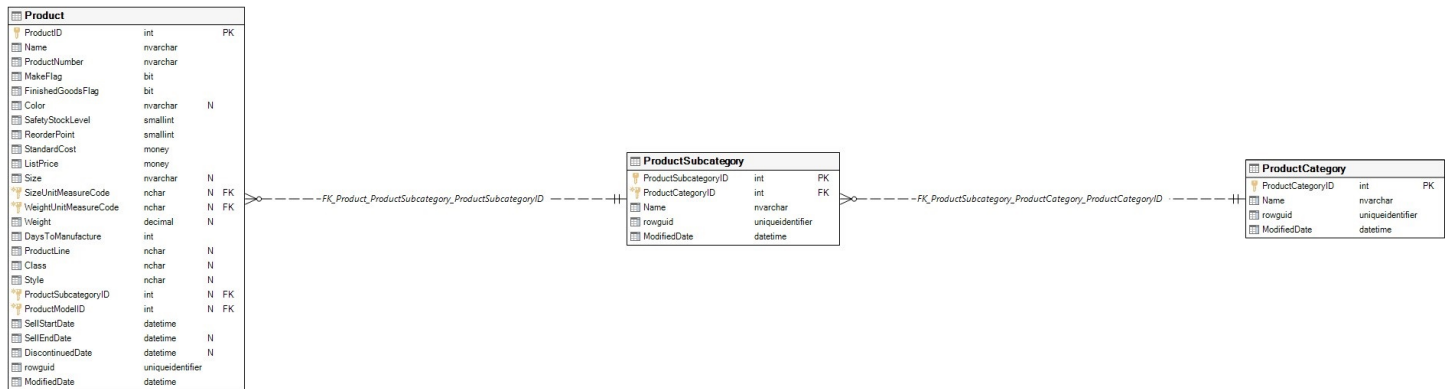 Product
ProductID int PK
Name nvarchar
ProductNumber nvarchar
MakeFlag bit
FinishedGoodsFlag bit
Color nvarchar N
SafetyStockLevel smallint
ReorderPoint smallint
StandardCost money
ListPrice money
Size nvarchar N
SizeUnitMeasureCode nchar N FK
WeightUnitMeasureCode nchar N FK
Weight decimal N
DaysToManufacture int
ProductLine nchar N
Class nchar N
Style nchar N
ProductSubcategoryID int N FK
ProductModelID int N FK
SellStartDate datetime
SellEndDate datetime N
DiscontinuedDate datetime N
rowguid uniqueidentifier
ModifiedDate datetime
FK_Product_ProductSubcategory_ProductSubcategoryID
ProductSubcategory
ProductSubcategoryID int PK
ProductCategoryID int FK
Name nvarchar
rowguid uniqueidentifier
ModifiedDate datetime
FK_ProductSubcategory_ProductCategory_ProductCategoryID
ProductCategory
ProductCategoryID int PK
Name nvarchar
rowguid uniqueidentifier
ModifiedDate datetime